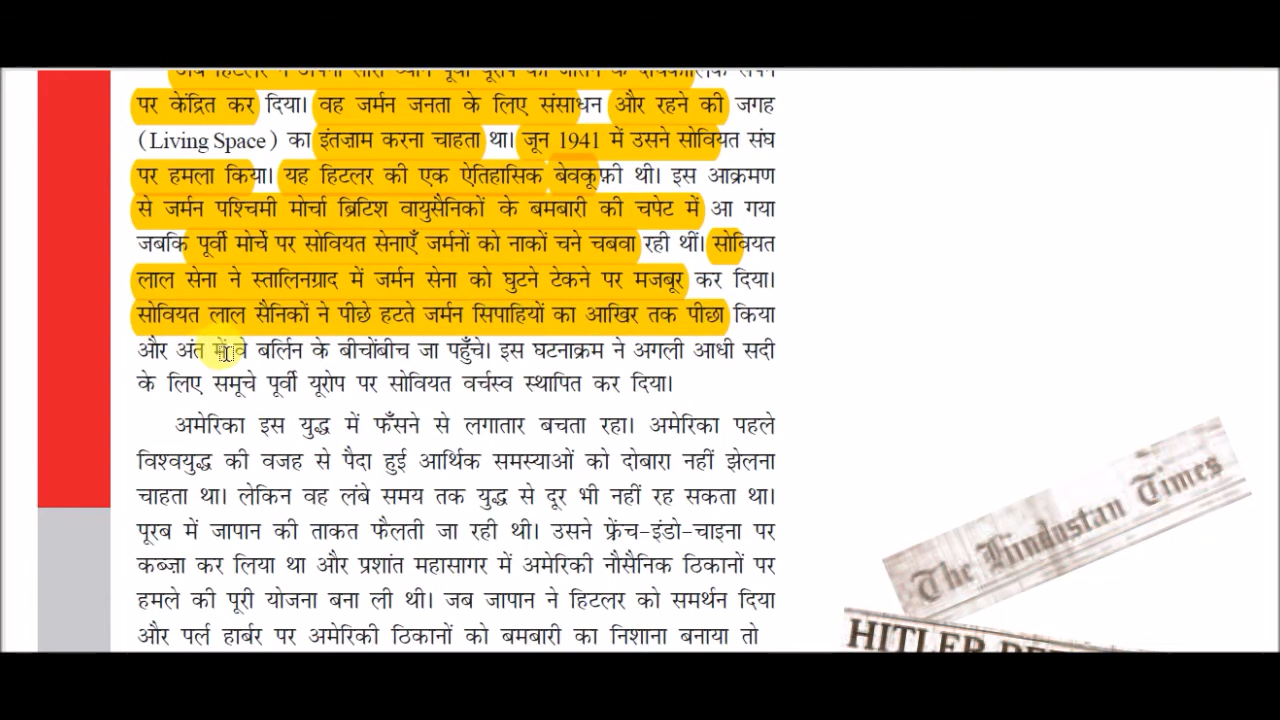 पर केंद्रित कर दिया। वह जर्मन जनता के लिए संसाधन और रहने की जगह
(Living Space) का इंतज़ाम करना चाहता था। जून 1941 में उसने सोवियत संघ
पर हमला किया। यह हिटलर की एक ऐतिहासिक बेवकूफ़ी थी। इस आक्रमण
से जर्मन पश्चिमी मोर्चा ब्रिटिश वायुसैनिकों के बमबारी की चपेट में आ गया
जबकि पूर्वी मोर्चे पर सोवियत सेनाएँ जर्मनों को नाकों चने चबवा रही थीं। सोवियत
लाल सेना ने स्तालिनग्राद में जर्मन सेना को घुटने टेकने पर मजबूर कर दिया।
सोवियत लाल सैनिकों ने पीछे हटते जर्मन सिपाहियों का आखिर तक पीछा किया
और अंत में वे बर्लिन के बीचोंबीच जा पहुँचे। इस घटनाक्रम ने अगली आधी सदी
के लिए समूचे पूर्वी यूरोप पर सोवियत वर्चस्व स्थापित कर दिया।
अमेरिका इस युद्ध में फँसने से लगातार बचता रहा। अमेरिका पहले
विश्वयुद्ध की वजह से पैदा हुई आर्थिक समस्याओं को दोबारा नहीं झेलना
चाहता था। लेकिन वह लंबे समय तक युद्ध से दूर भी नहीं रह सकता था।
पूरब में जापान की ताकत फैलती जा रही थी। उसने फ्रेंच-इंडो-चाइना पर
कब्ज़ा कर लिया था और प्रशांत महासागर में अमेरिकी नौसैनिक ठिकानों पर
हमले की पूरी योजना बना ली थी। जब जापान ने हिटलर को समर्थन दिया
और पर्ल हार्बर पर अमेरिकी ठिकानों को बमबारी का निशाना बनाया तो
The Hindustan Times
HITLER